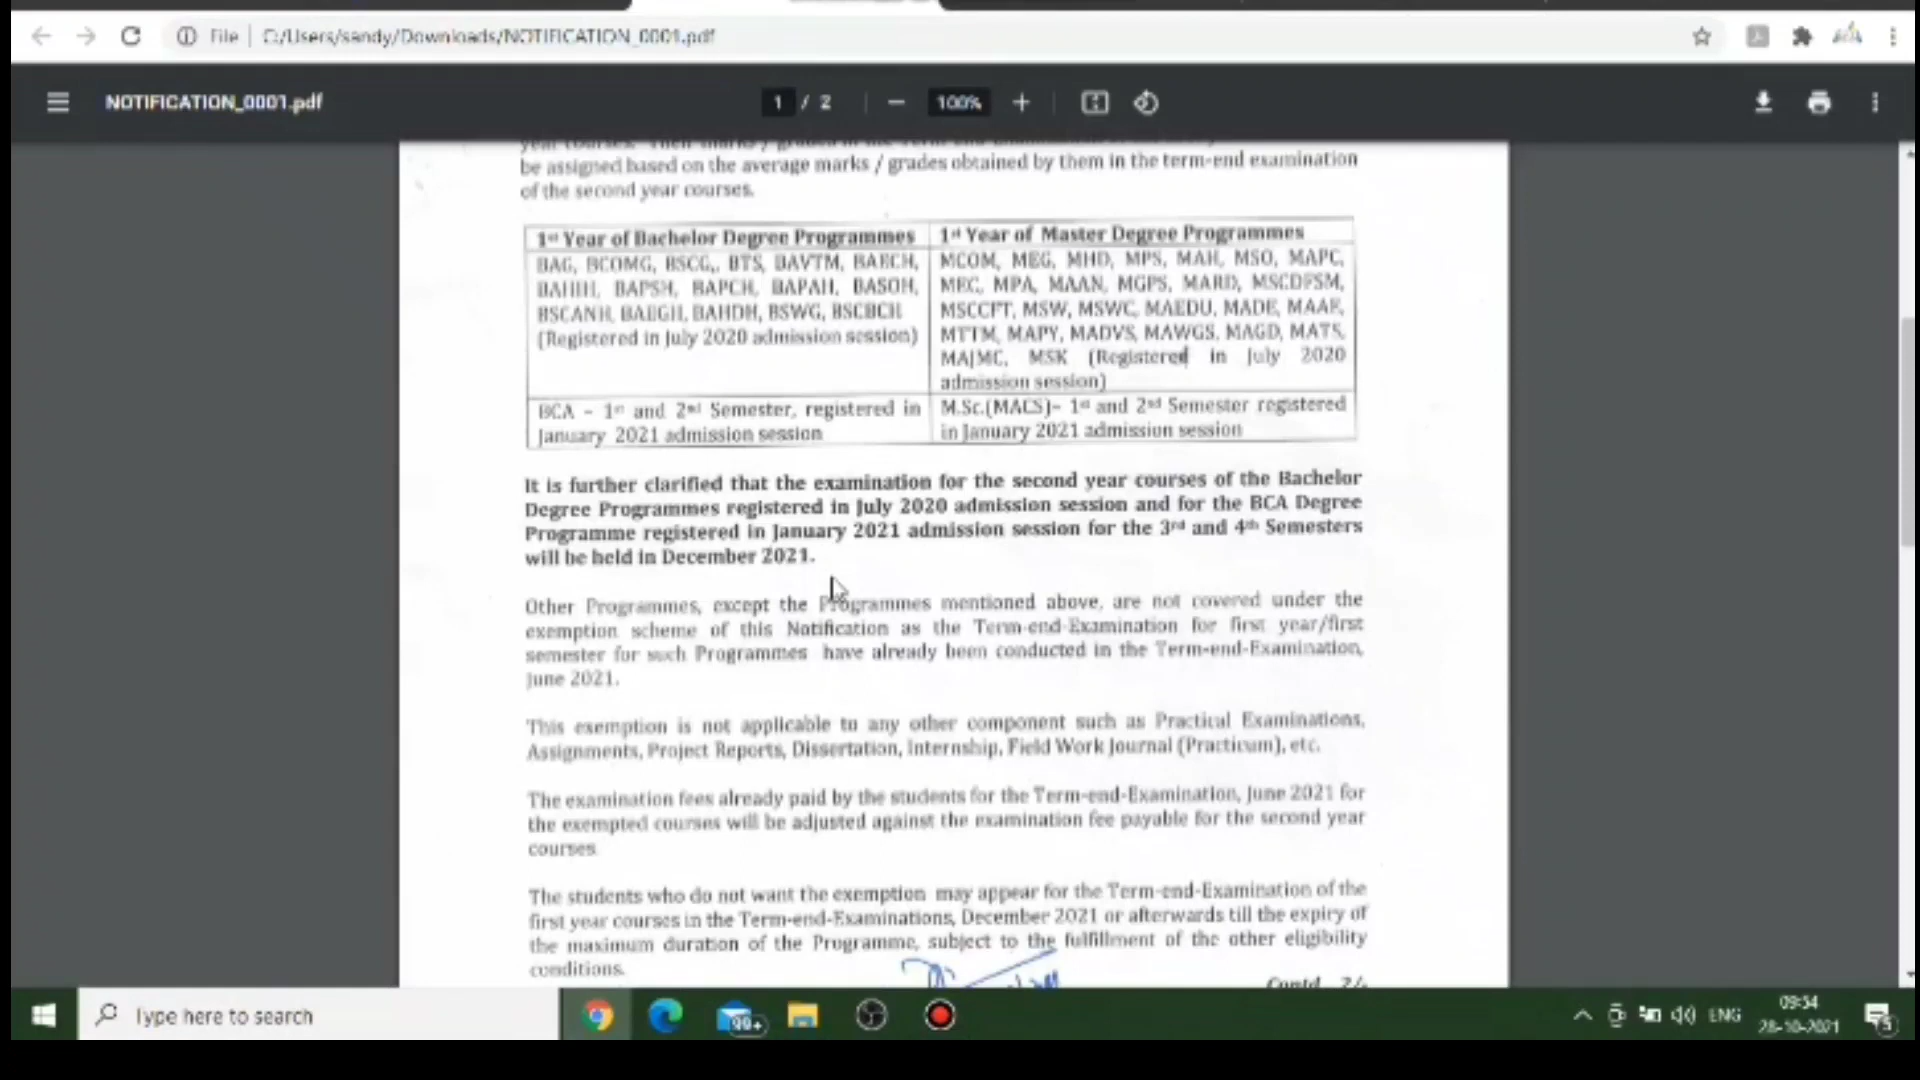 File | C:/Users/sandy/Downloads/NOTIFICATION_0001.pdf
NOTIFICATION_0001.pdf
1 / 2
100%
be assigned based on the average marks / grades obtained by them in the term-end examination
of the second year courses.
1st Year of Bachelor Degree Programmes
BAG, BCOMG, BSCG,, BTS, BAVTM, BAECH,
BAHIH, BAPSH, BAPCH, BAPAH, BASOH,
BSCANH, BAEGH, BAHDH, BSWG, BSCBCH
(Registered in July 2020 admission session)
1st Year of Master Degree Programmes
MCOM, MEG, MHD, MPS, MAH, MSO, MAPC,
MEC, MPA, MAAN, MGPS, MARD, MSCDFSM,
MSCCFT, MSW, MSWC, MAEDU, MADE, MAAE,
MTTM, MAPY, MADVS, MAWGS, MAGD, MATS,
MAJMC, MSK (Registered in July 2020
admission session)
BCA – 1st and 2nd Semester, registered in
January 2021 admission session
M.Sc.(MACS)– 1st and 2nd Semester registered
in January 2021 admission session
It is further clarified that the examination for the second year courses of the Bachelor
Degree Programmes registered in July 2020 admission session and for the BCA Degree
Programme registered in January 2021 admission session for the 3rd and 4th Semesters
will be held in December 2021.
Other Programmes, except the Programmes mentioned above, are not covered under the
exemption scheme of this Notification as the Term-end-Examination for first year/first
semester for such Programmes have already been conducted in the Term-end-Examination,
June 2021.
This exemption is not applicable to any other component such as Practical Examinations,
Assignments, Project Reports, Dissertation, Internship, Field Work Journal (Practicum), etc.
The examination fees already paid by the students for the Term-end-Examination, June 2021 for
the exempted courses will be adjusted against the examination fee payable for the second year
courses
The students who do not want the exemption may appear for the Term-end-Examination of the
first year courses in the Term-end-Examinations, December 2021 or afterwards till the expiry of
the maximum duration of the Programme, subject to the fulfillment of the other eligibility
conditions.
Contd..2/
Type here to search
99+
ENG
09:54
28-10-2021
5